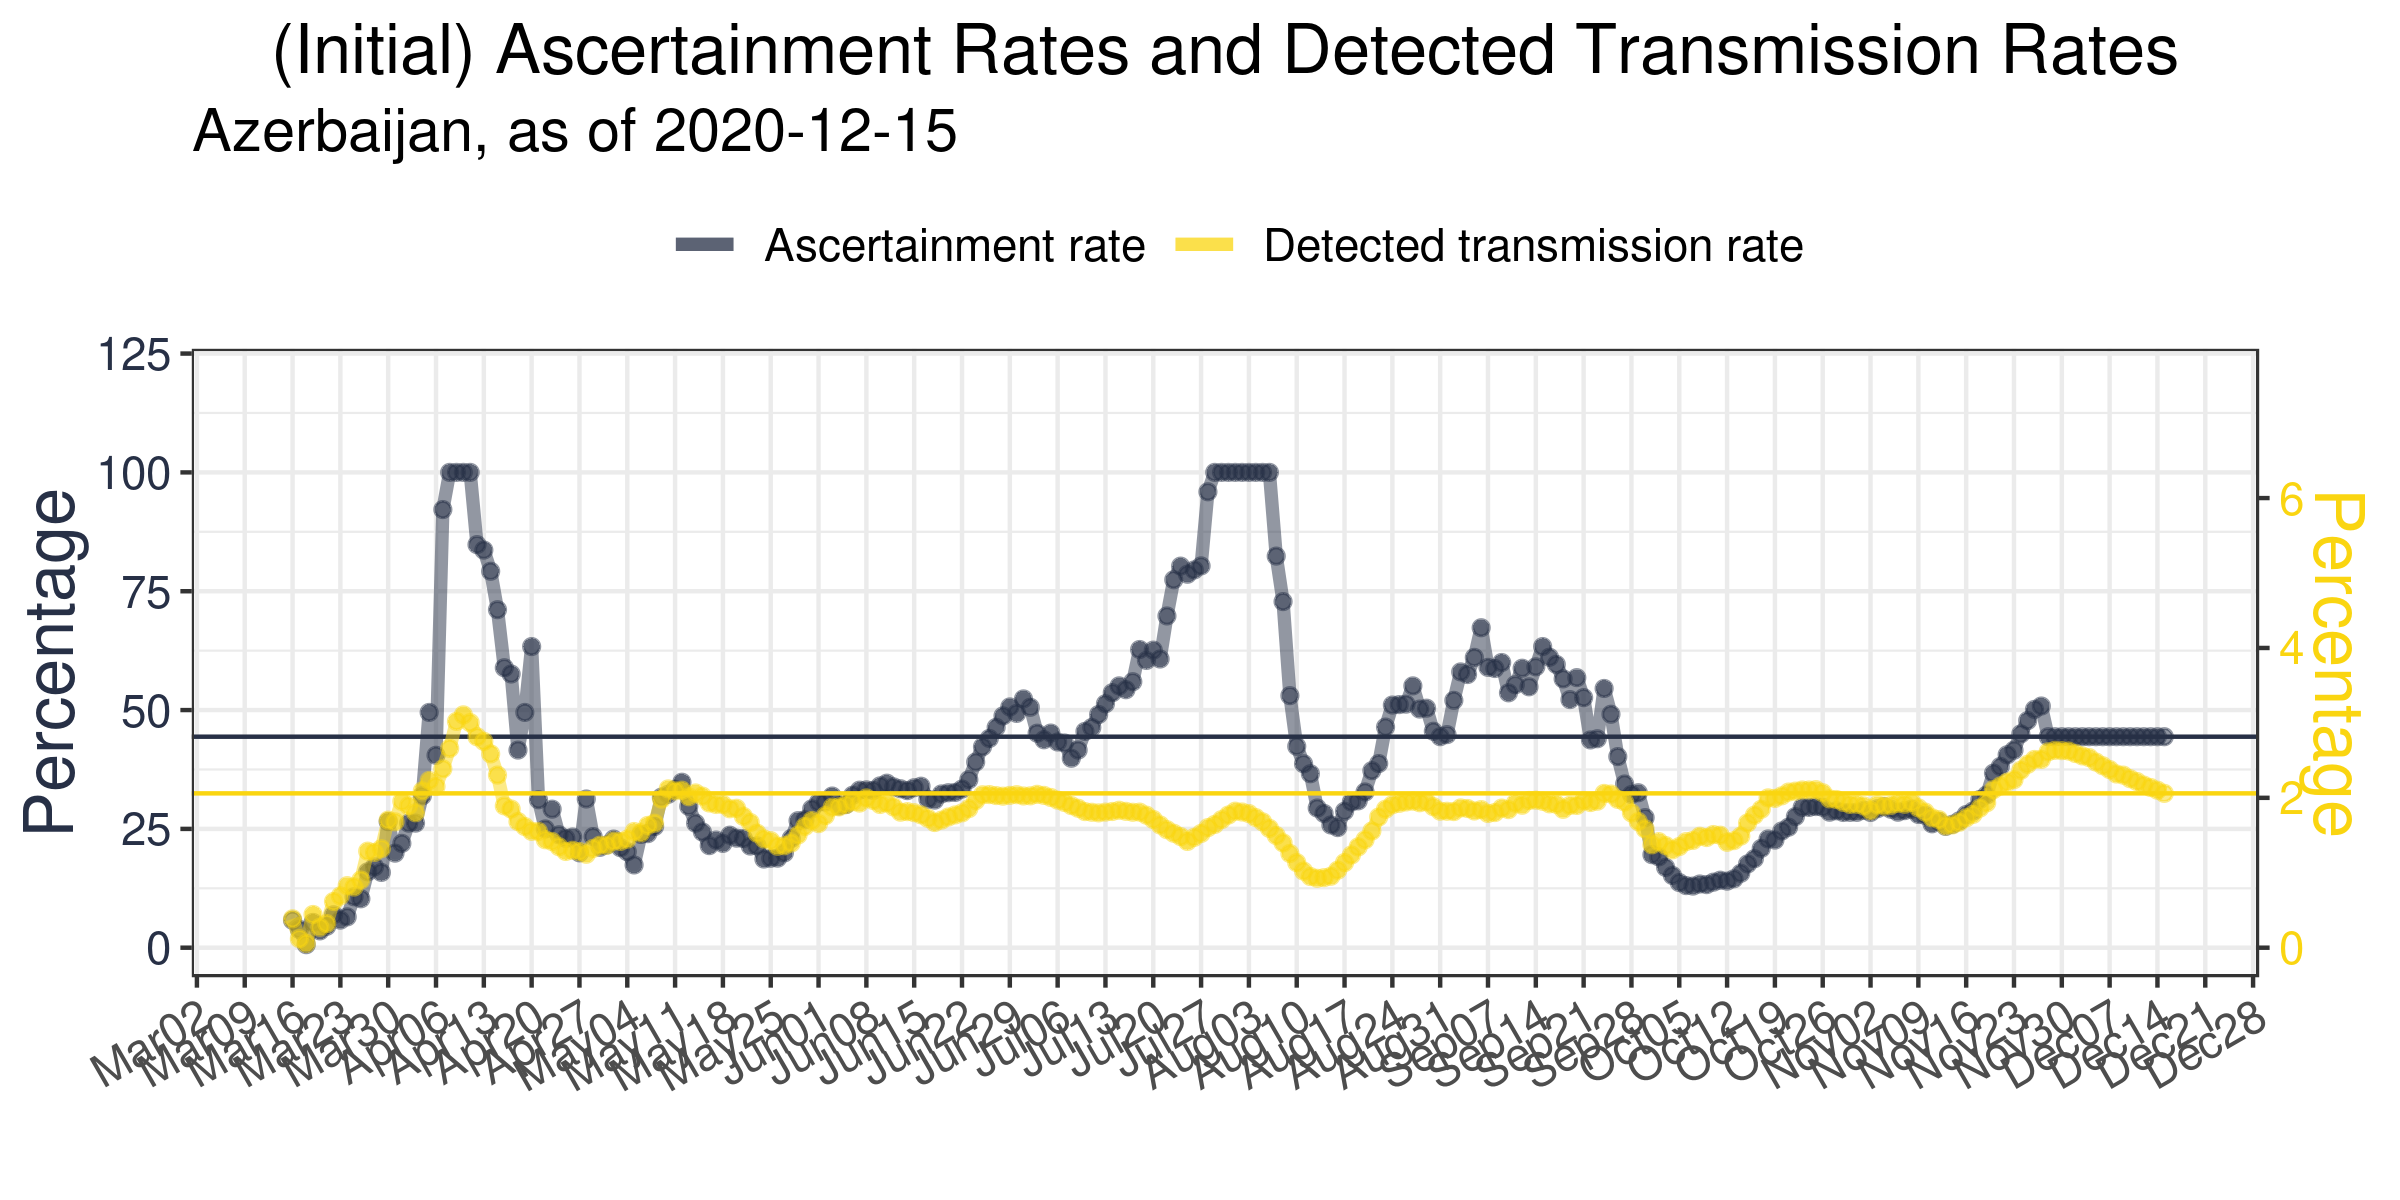 (Initial) Ascertainment Rates and Detected Transmission Rates
Azerbaijan, as of 2020-12-15
Ascertainment rate
Detected transmission rate
125
100
75
50
25
0
Percentage
6
4
2
0
Percentage
Mar02
Mar09
Mar16
Mar23
Mar30
Apr06
Apr13
Apr20
Apr27
May04
May11
May18
May25
Jun01
Jun08
Jun15
Jun22
Jun29
Jul06
Jul13
Jul20
Jul27
Aug03
Aug10
Aug17
Aug24
Aug31
Sep07
Sep14
Sep21
Sep28
Oct05
Oct12
Oct19
Oct26
Nov02
Nov09
Nov16
Nov23
Nov30
Dec07
Dec14
Dec21
Dec28